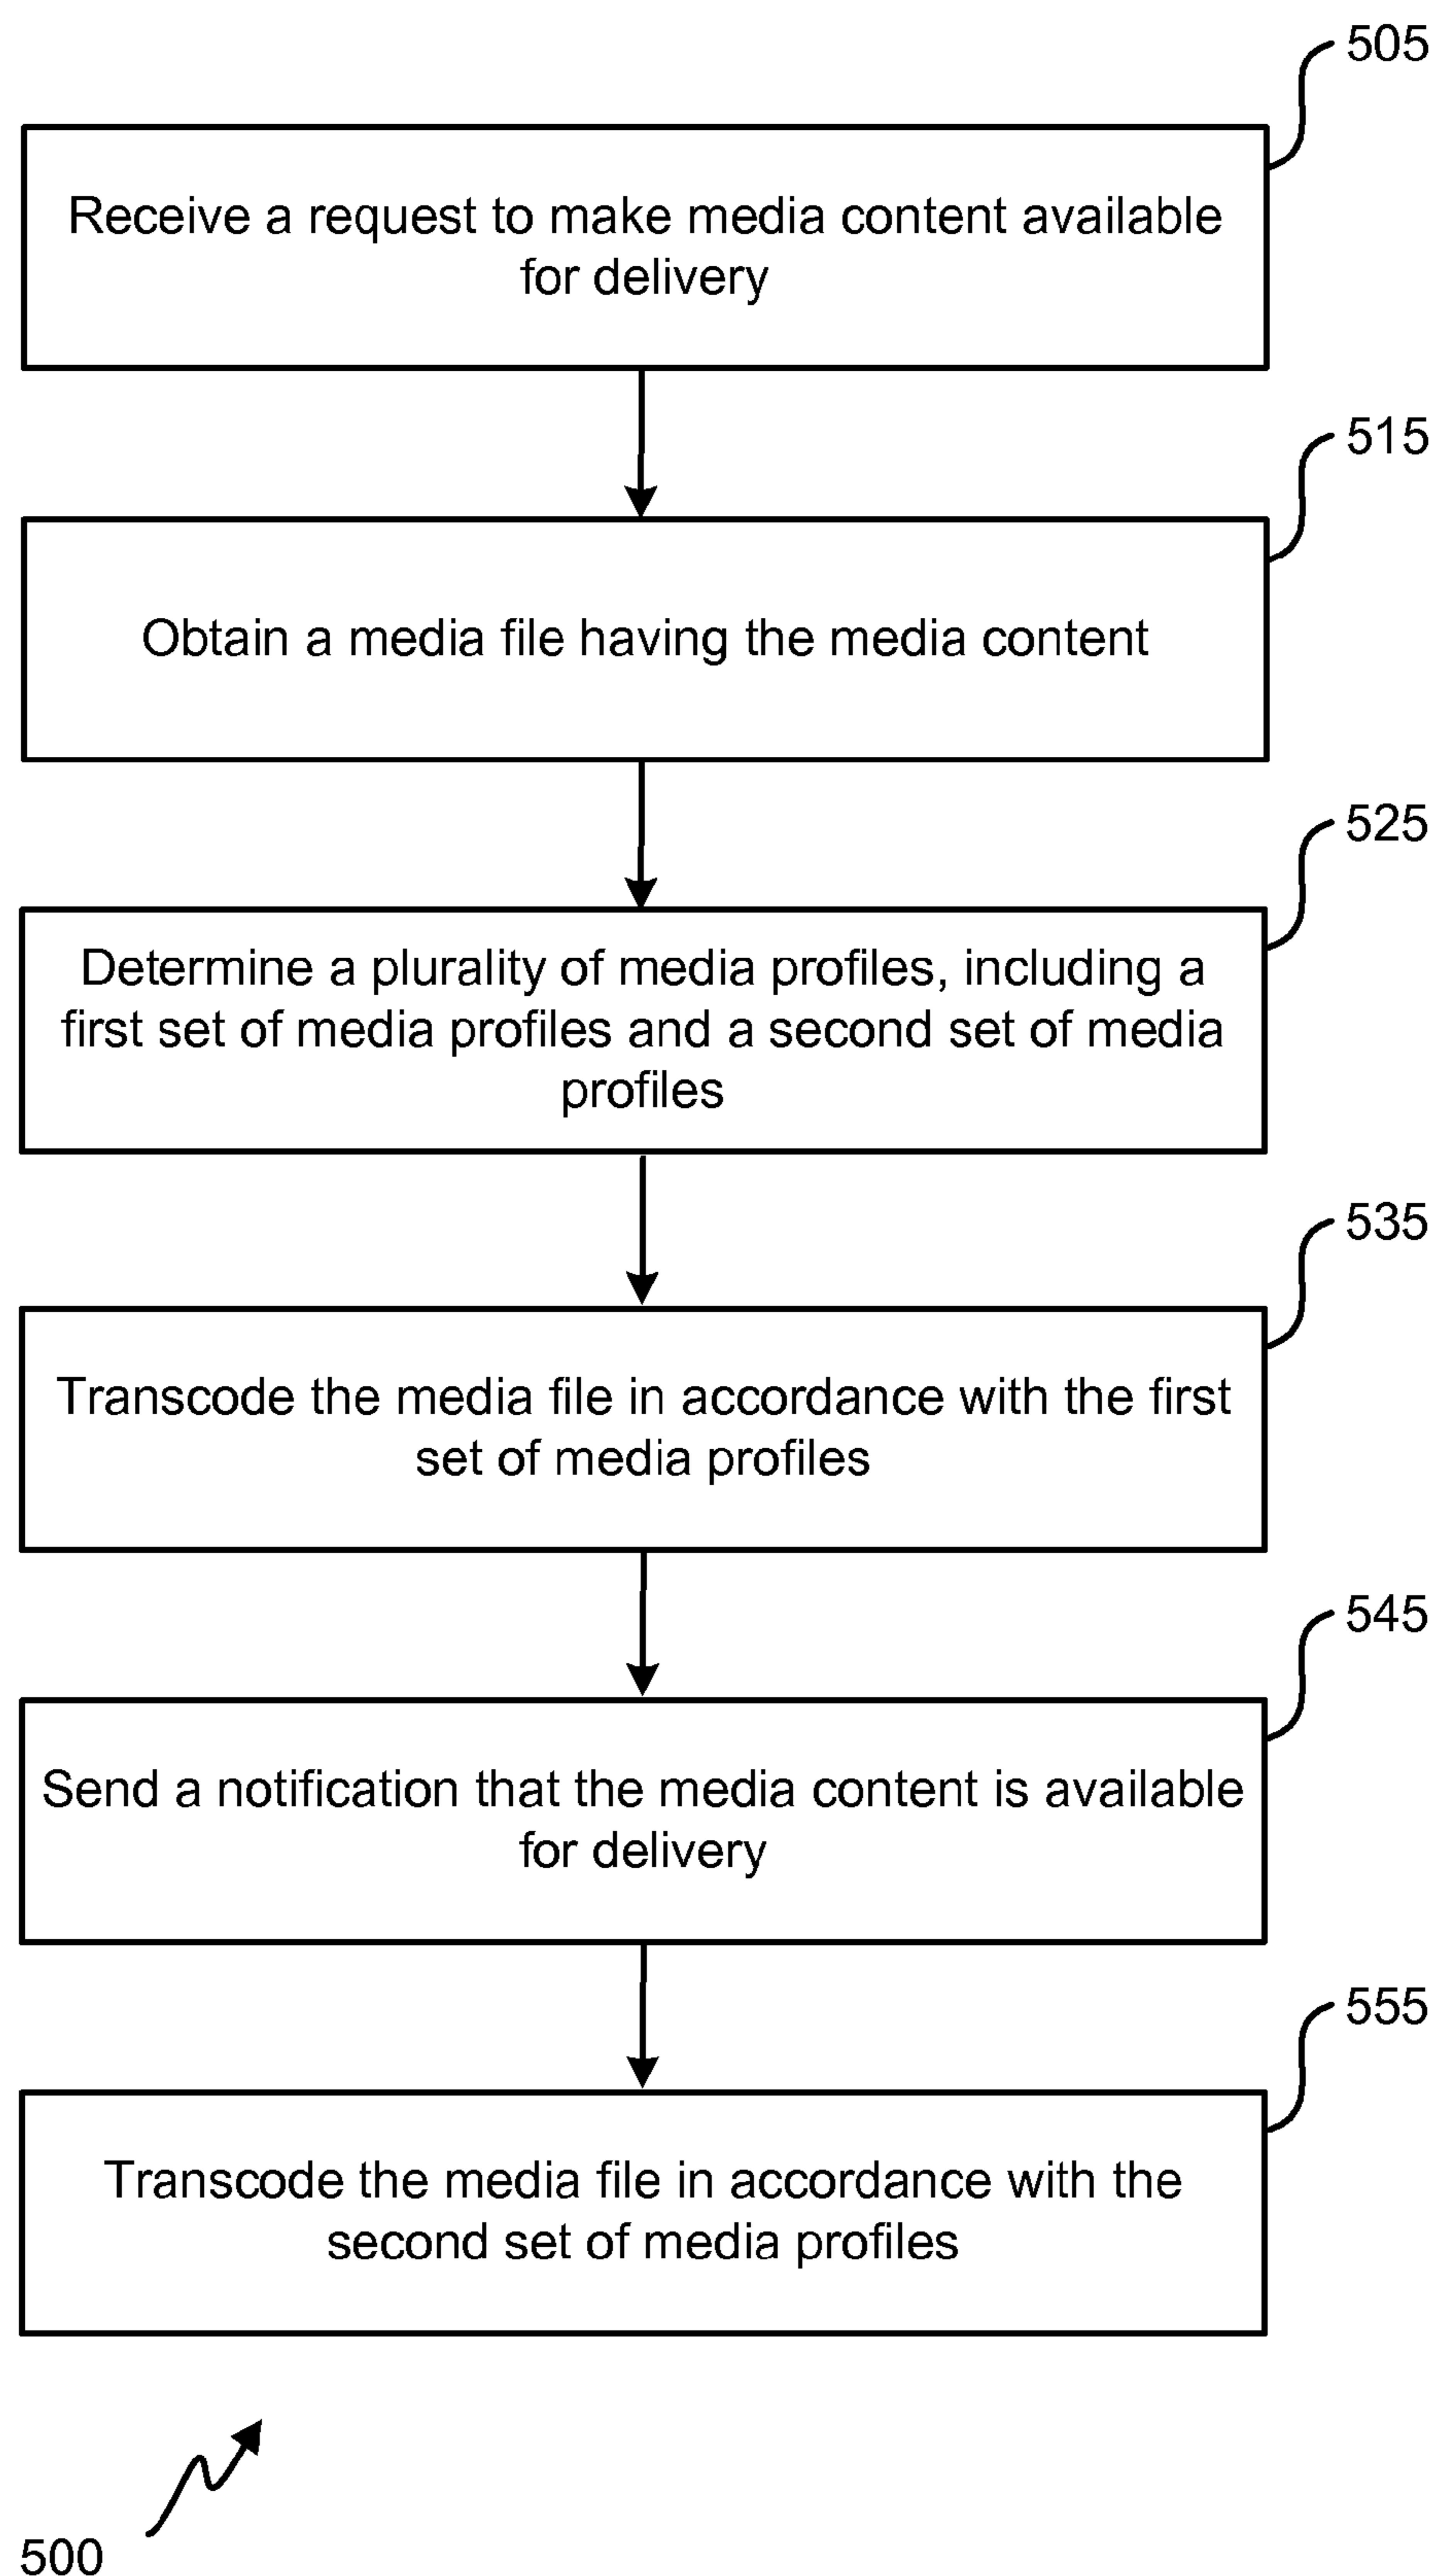 505
Receive a request to make media content available
for delivery
515
Obtain a media file having the media content
525
Determine a plurality of media profiles, including a
first set of media profiles and a second set of media
profiles
535
Transcode the media file in accordance with the first
set of media profiles
545
Send a notification that the media content is available
for delivery
555
Transcode the media file in accordance with the
second set of media profiles
500